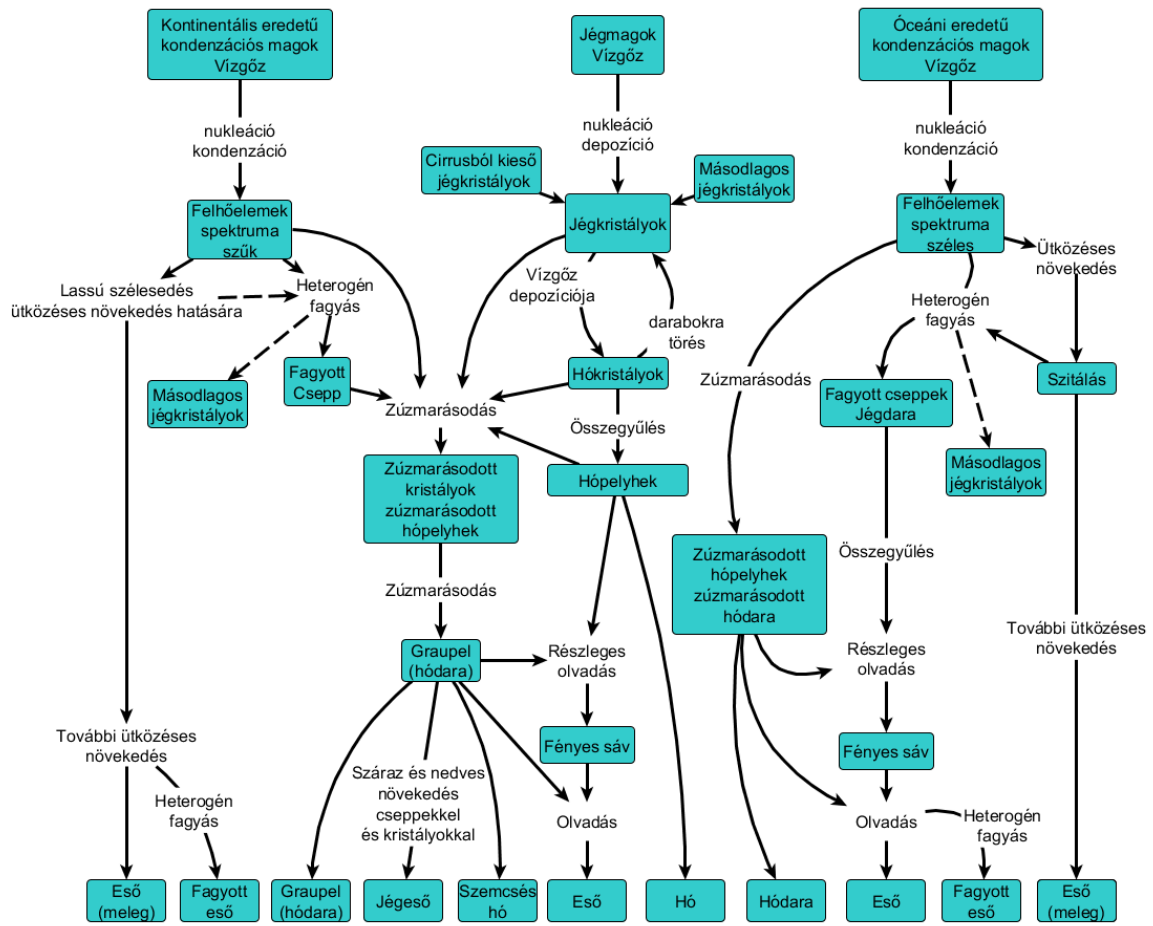 Kontinentális eredetű
kondenzációs magok
Vízgőz
Jégmagok
Vízgőz
Óceáni eredetű
kondenzációs magok
Vízgőz
nukleáció
kondenzáció
nukleáció
depozíció
nukleáció
kondenzáció
Cirrusból kieső
jégkristályok
Másodlagos
jégkristályok
Felhőelemek
spektruma
szűk
Jégkristályok
Felhőelemek
spektruma
széles
Ütközéses
növekedés
Lassú szélesedés
ütközéses növekedés hatására
Heterogén
fagyás
Vízgőz
depozíciója
darabokra
törés
Heterogén
fagyás
Másodlagos
jégkristályok
Fagyott
Csepp
Zúzmarásodás
Hókristályok
Zúzmarásodás
Fagyott cseppek
Jégdara
Szitálás
Összegyűlés
Zúzmarásodott
kristályok
zúzmarásodott
hópelyhek
Hópelyhek
Másodlagos
jégkristályok
Zúzmarásodott
hópelyhek
zúzmarásodott
hódara
Összegyűlés
Zúzmarásodás
Graupel
(hódara)
Részleges
olvadás
Részleges
olvadás
További ütközéses
növekedés
További ütközéses
növekedés
Fényes sáv
Fényes sáv
Heterogén
fagyás
Száraz és nedves
növekedés
cseppekkel
és kristályokkal
Olvadás
Olvadás
Heterogén
fagyás
Eső
(meleg)
Fagyott
eső
Graupel
(hódara)
Jégeső
Szemcsés
hó
Eső
Hó
Hódara
Eső
Fagyott
eső
Eső
(meleg)